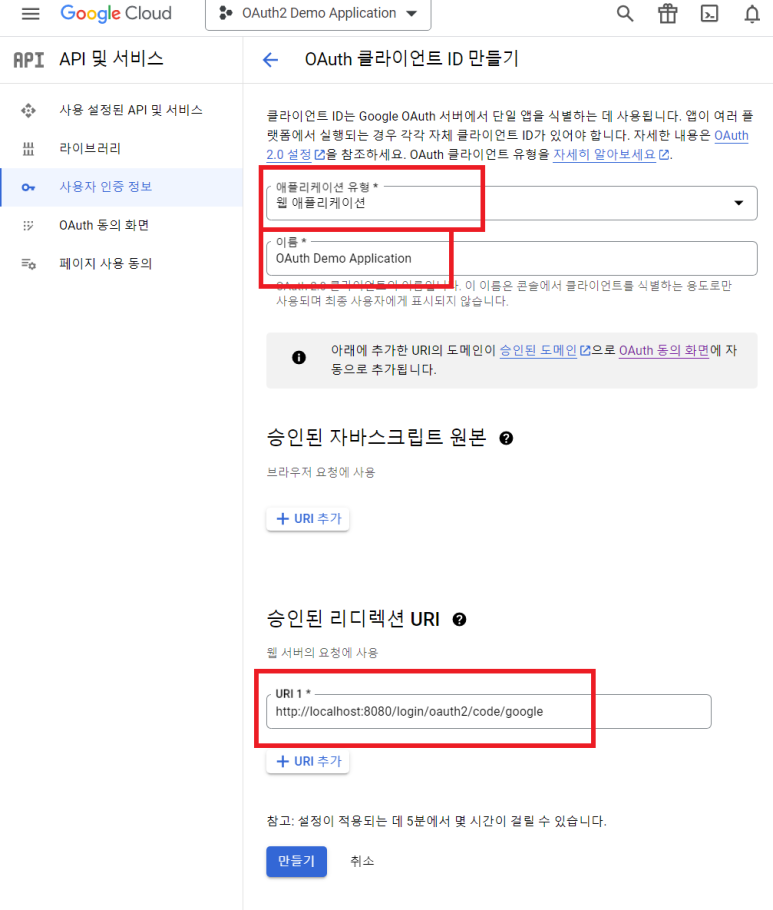 Google Cloud
OAuth2 Demo Application
API API 및 서비스
OAuth 클라이언트 ID 만들기
사용 설정된 API 및 서비스
라이브러리
사용자 인증 정보
OAuth 동의 화면
페이지 사용 동의
클라이언트 ID는 Google OAuth 서버에서 단일 앱을 식별하는 데 사용됩니다. 앱이 여러 플
랫폼에서 실행되는 경우 각각 자체 클라이언트 ID가 있어야 합니다. 자세한 내용은 OAuth
2.0 설정을 참조하세요. OAuth 클라이언트 유형을 자세히 알아보세요.
애플리케이션 유형 *
웹 애플리케이션
이름 *
OAuth Demo Application
OAuth 2.0 클라이언트의 이름입니다. 이 이름은 콘솔에서 클라이언트를 식별하는 용도로만
사용되며 최종 사용자에게 표시되지 않습니다.
아래에 추가한 URI의 도메인이 승인된 도메인으로 OAuth 동의 화면에 자
동으로 추가됩니다.
승인된 자바스크립트 원본
브라우저 요청에 사용
+ URI 추가
승인된 리디렉션 URI
웹 서버의 요청에 사용
URI 1 *
http://localhost:8080/login/oauth2/code/google
+ URI 추가
참고: 설정이 적용되는 데 5분에서 몇 시간이 걸릴 수 있습니다.
만들기 취소